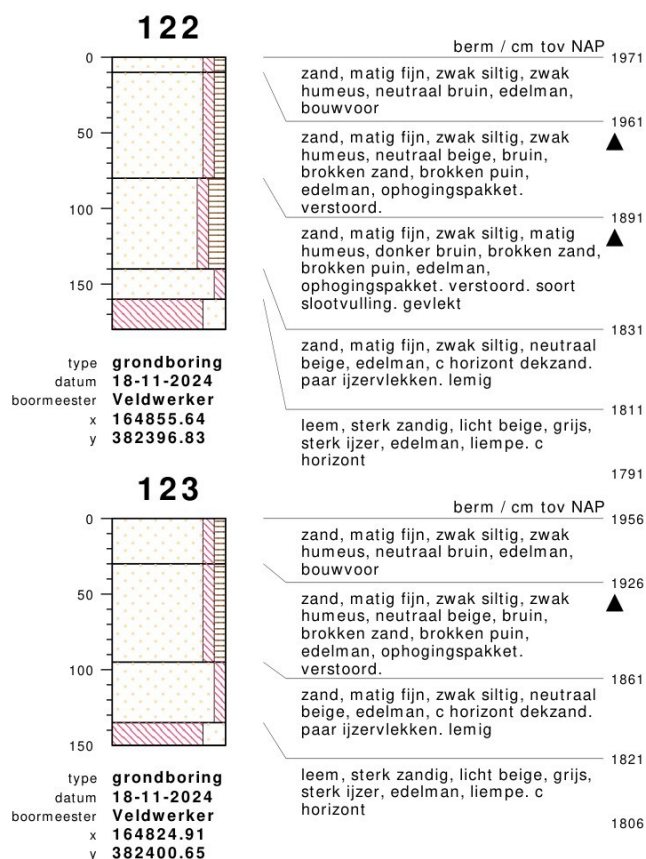 122
berm / cm tov NAP
0
1971
zand, matig fijn, zwak siltig, zwak
humeus, neutraal bruin, edelman,
bouwvoor
1961
50
zand, matig fijn, zwak siltig, zwak
humeus, neutraal beige, bruin,
brokken zand, brokken puin,
edelman, ophogingspakket.
verstoord.
100
1891
zand, matig fijn, zwak siltig, matig
humeus, donker bruin, brokken zand,
brokken puin, edelman,
ophogingspakket. verstoord. soort
slootvulling. gevlekt
150
1831
zand, matig fijn, zwak siltig, neutraal
beige, edelman, c horizont dekzand.
paar ijzervlekken. lemig
1811
leem, sterk zandig, licht beige, grijs,
sterk ijzer, edelman, liempe. c
horizont
1791
type grondboring
datum 18-11-2024
boormeester Veldwerker
x 164855.64
y 382396.83
123
berm / cm tov NAP
0
1956
zand, matig fijn, zwak siltig, zwak
humeus, neutraal bruin, edelman,
bouwvoor
1926
50
zand, matig fijn, zwak siltig, zwak
humeus, neutraal beige, bruin,
brokken zand, brokken puin,
edelman, ophogingspakket.
verstoord.
100
1861
zand, matig fijn, zwak siltig, neutraal
beige, edelman, c horizont dekzand.
paar ijzervlekken. lemig
150
1821
leem, sterk zandig, licht beige, grijs,
sterk ijzer, edelman, liempe. c
horizont
1806
type grondboring
datum 18-11-2024
boormeester Veldwerker
x 164824.91
y 382400.65